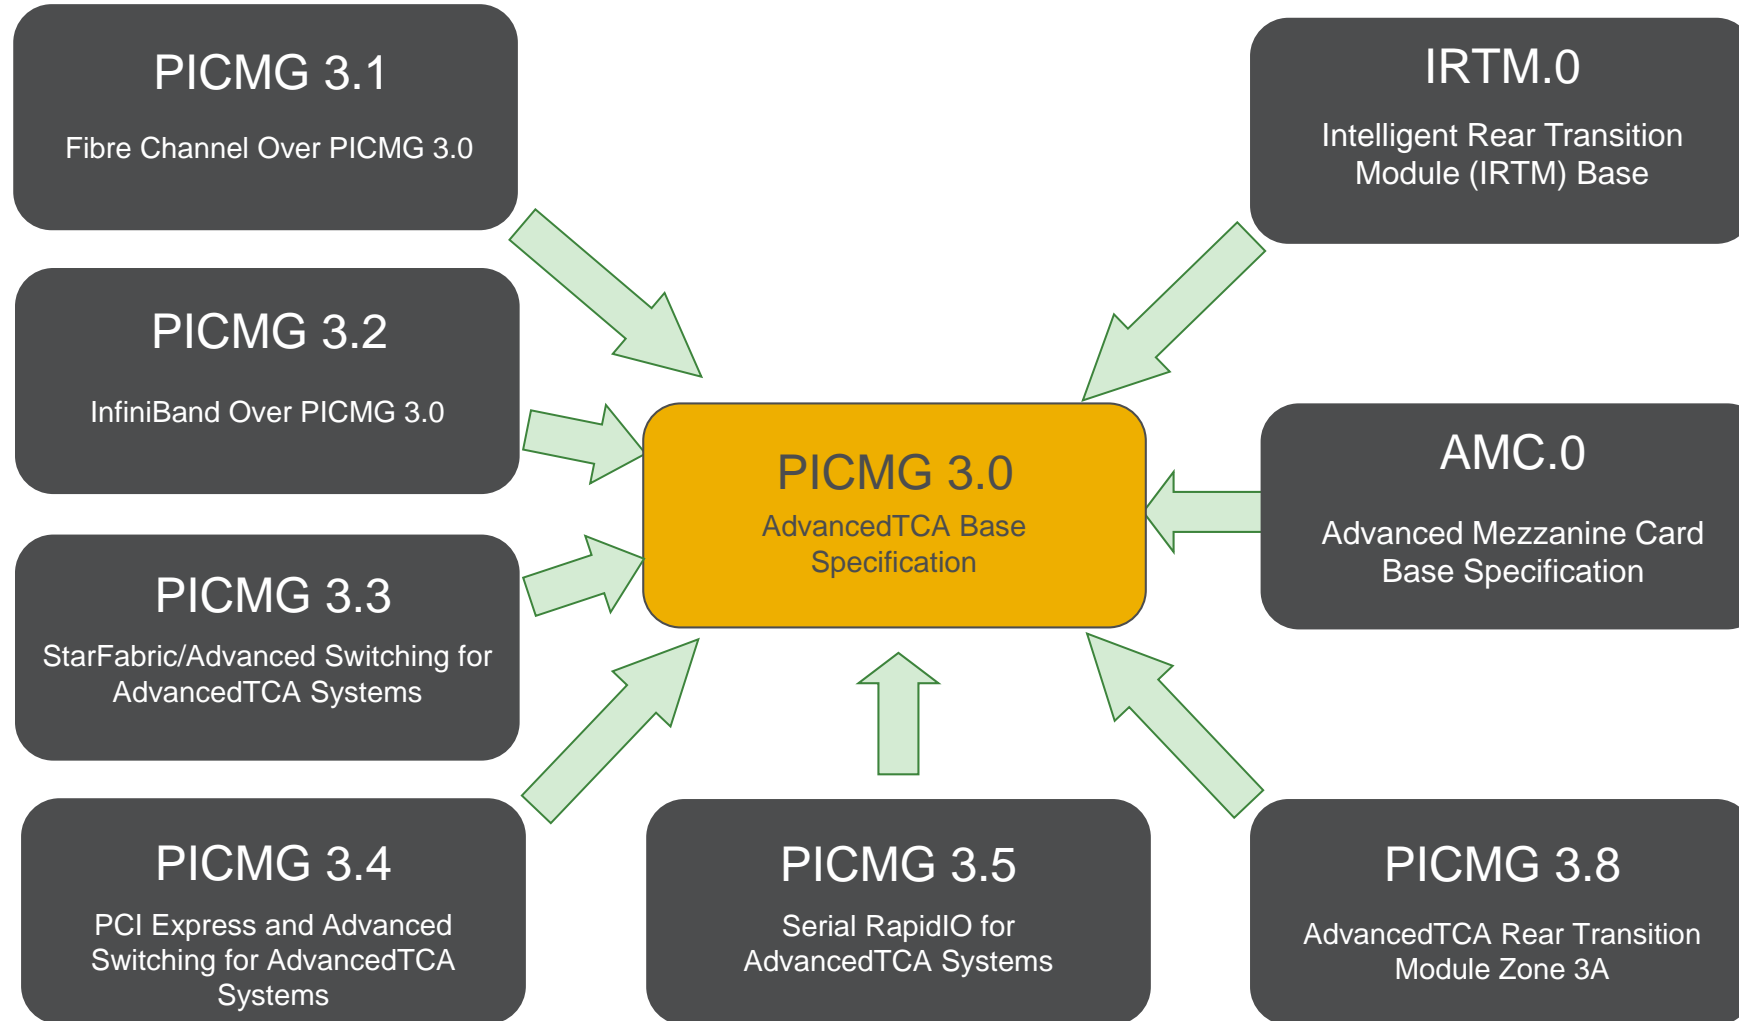 PICMG 3.1
Fibre Channel Over PICMG 3.0
IRTM.0
Intelligent Rear Transition
Module (IRTM) Base
PICMG 3.2
InfiniBand Over PICMG 3.0
PICMG 3.0
AdvancedTCA Base
Specification
AMC.0
Advanced Mezzanine Card
Base Specification
PICMG 3.3
StarFabric/Advanced Switching for
AdvancedTCA Systems
PICMG 3.4
PCI Express and Advanced
Switching for AdvancedTCA
Systems
PICMG 3.5
Serial RapidIO for
AdvancedTCA Systems
PICMG 3.8
AdvancedTCA Rear Transition
Module Zone 3A